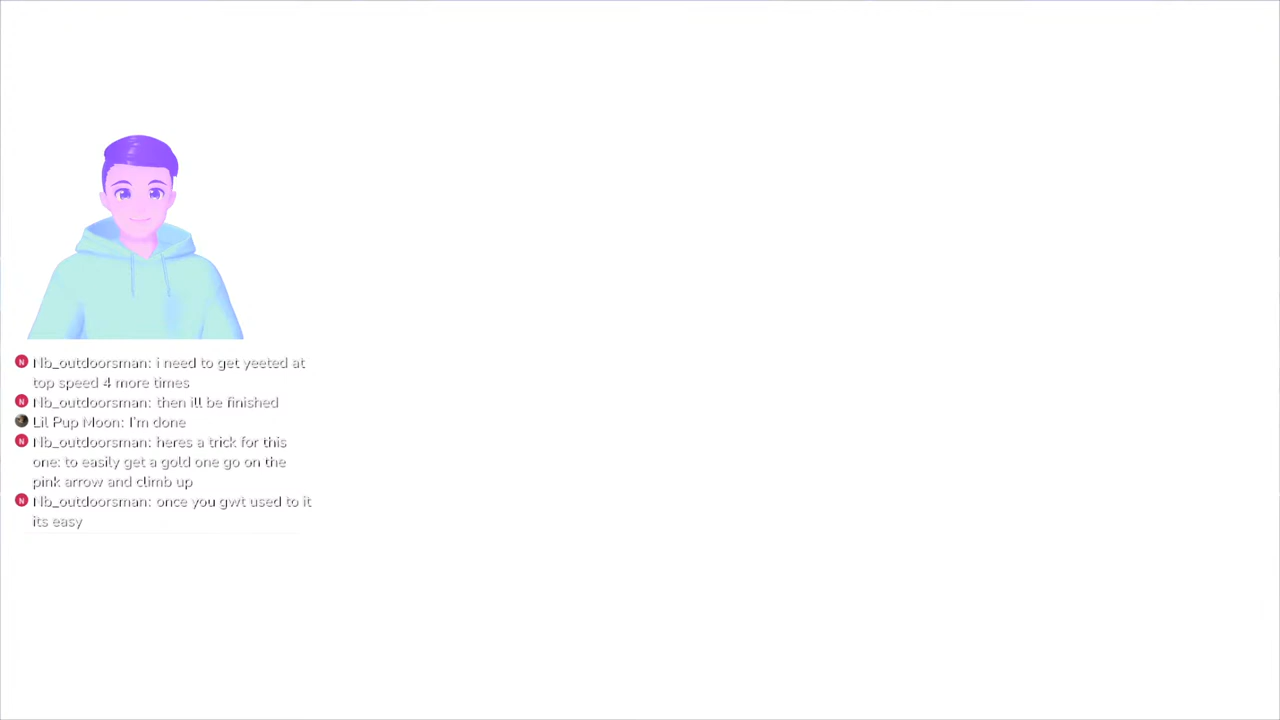 N Nb_outdoorsman: i need to get yeeted at
top speed 4 more times
N Nb_outdoorsman: then ill be finished
Lil Pup Moon: I'm done
N Nb_outdoorsman: heres a trick for this
one: to easily get a gold one go on the
pink arrow and climb up
N Nb_outdoorsman: once you gwt used to it
its easy